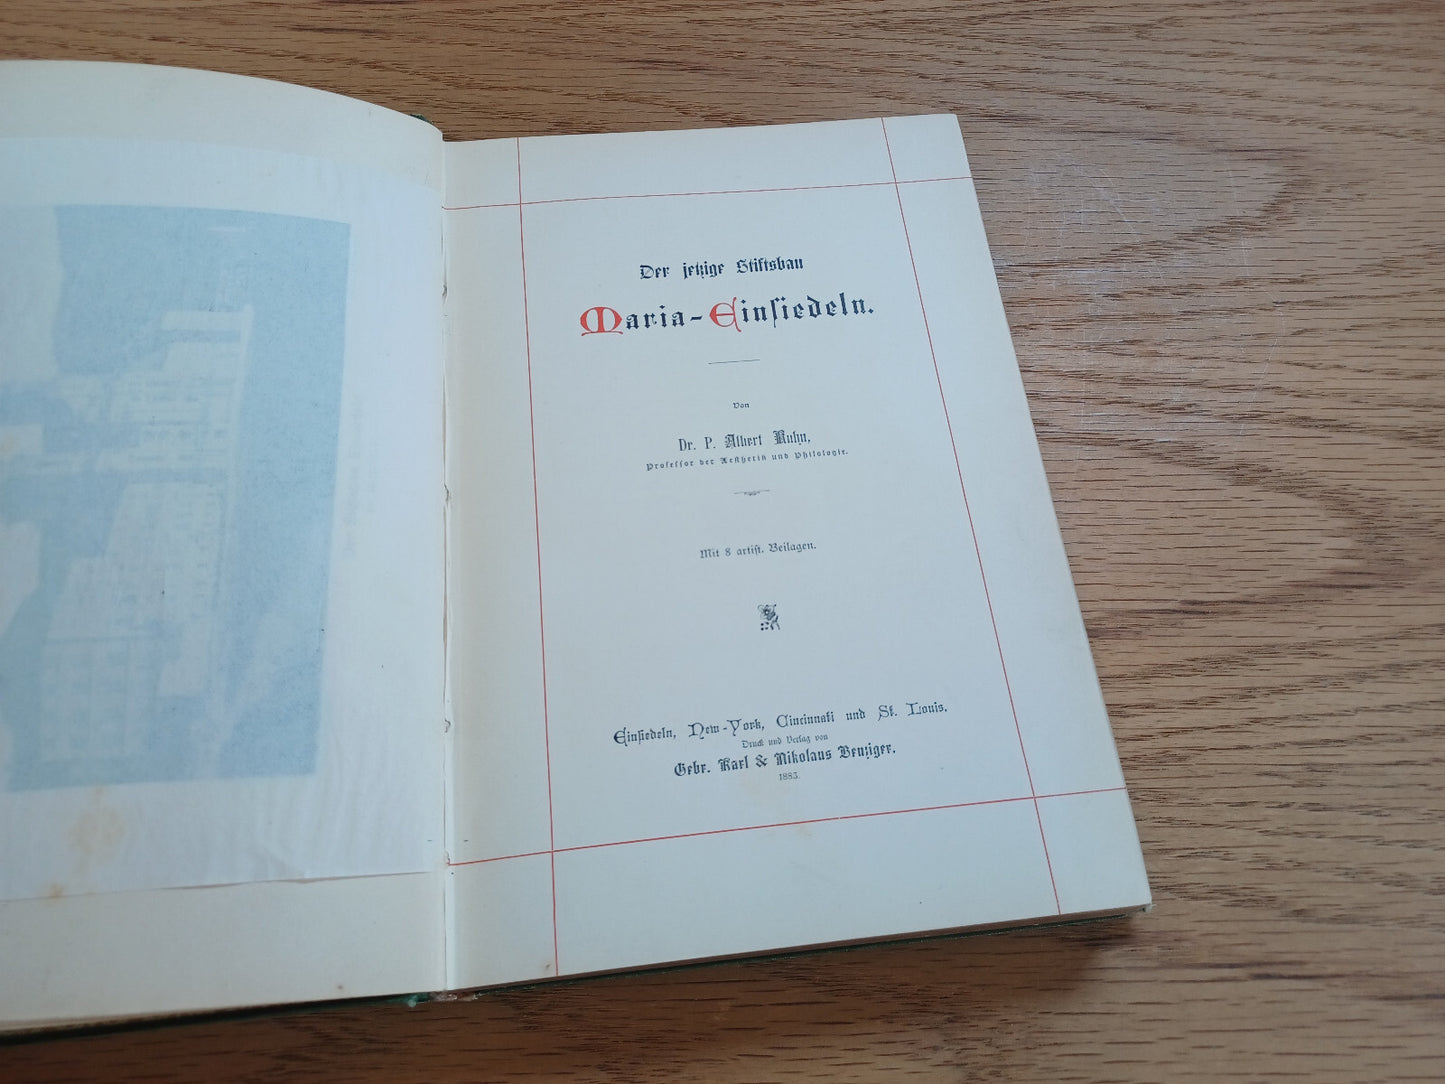 Der jetzige Stiftsbau
Maria-Einsiedeln.
Von
Dr. P. Albert Kuhn,
Professor der Aesthetik und Philologie.
Mit 8 artist. Beilagen.
Einsiedeln, New-York, Cincinnati und St. Louis.
Druck und Verlag von
Gebr. Karl & Nikolaus Benziger.
1883.